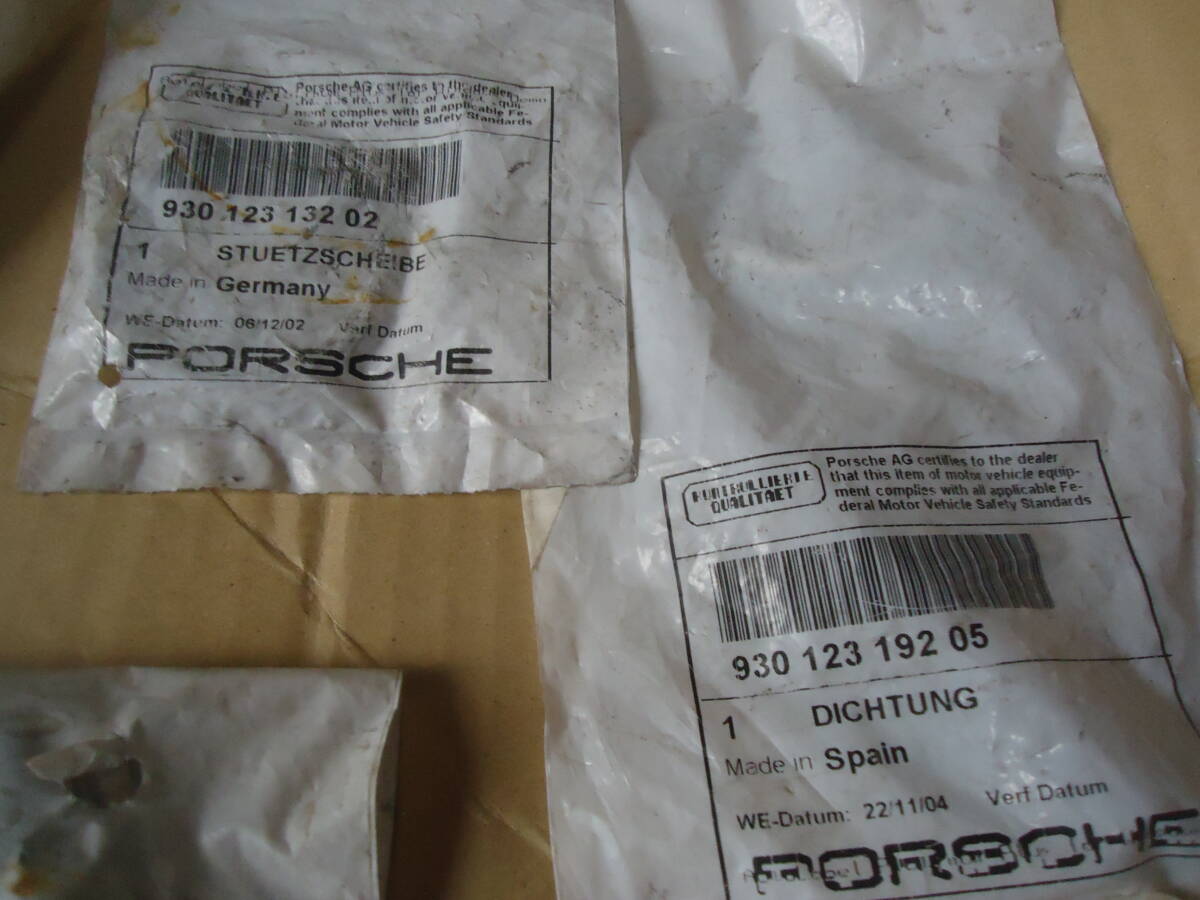 QUALITAET
Porsche AG certifies to the dealer
ment complies with all applicable Fe-
deral Motor Vehicle Safety Standards
930 123 132 02
1 STUETZSCHEIBE
Made in Germany
WE-Datum: 06/12/02 Verf Datum
PORSCHE
KONTROLLIERTE
QUALITAET
Porsche AG certifies to the dealer
that this item of motor vehicle equip-
ment complies with all applicable Fe-
deral Motor Vehicle Safety Standards
930 123 192 05
1 DICHTUNG
Made in Spain
WE-Datum: 22/11/04 Verf Datum
PORSCHE